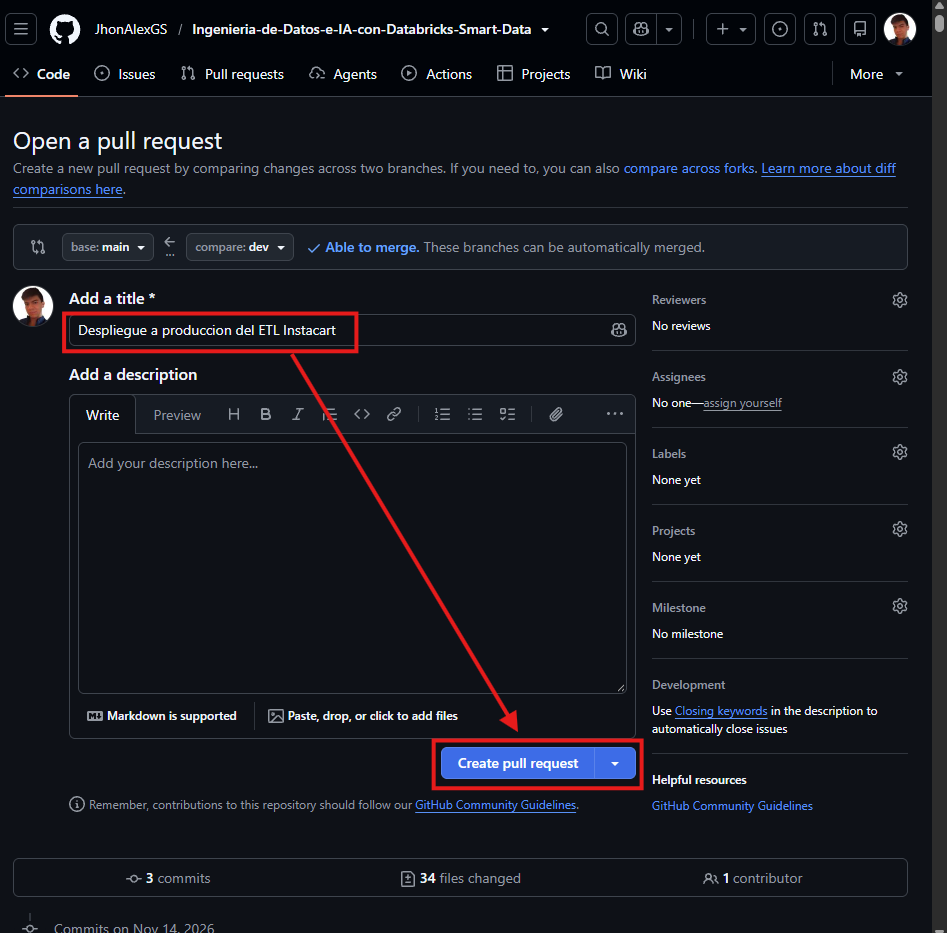 JhonAlexGS / Ingenieria-de-Datos-e-IA-con-Databricks-Smart-Data
Code Issues Pull requests Agents Actions Projects Wiki More
Open a pull request
Create a new pull request by comparing changes across two branches. If you need to, you can also compare across forks. Learn more about diff
comparisons here.
base: main ... compare: dev Able to merge. These branches can be automatically merged.
Add a title *
Despliegue a produccion del ETL Instacart
Add a description
Write Preview
Add your description here...
Markdown is supported Paste, drop, or click to add files
Create pull request
Remember, contributions to this repository should follow our GitHub Community Guidelines.
Reviewers
No reviews
Assignees
No one—assign yourself
Labels
None yet
Projects
None yet
Milestone
No milestone
Development
Use Closing keywords in the description to
automatically close issues
Helpful resources
GitHub Community Guidelines
3 commits 34 files changed 1 contributor
Commits on Nov 14, 2026